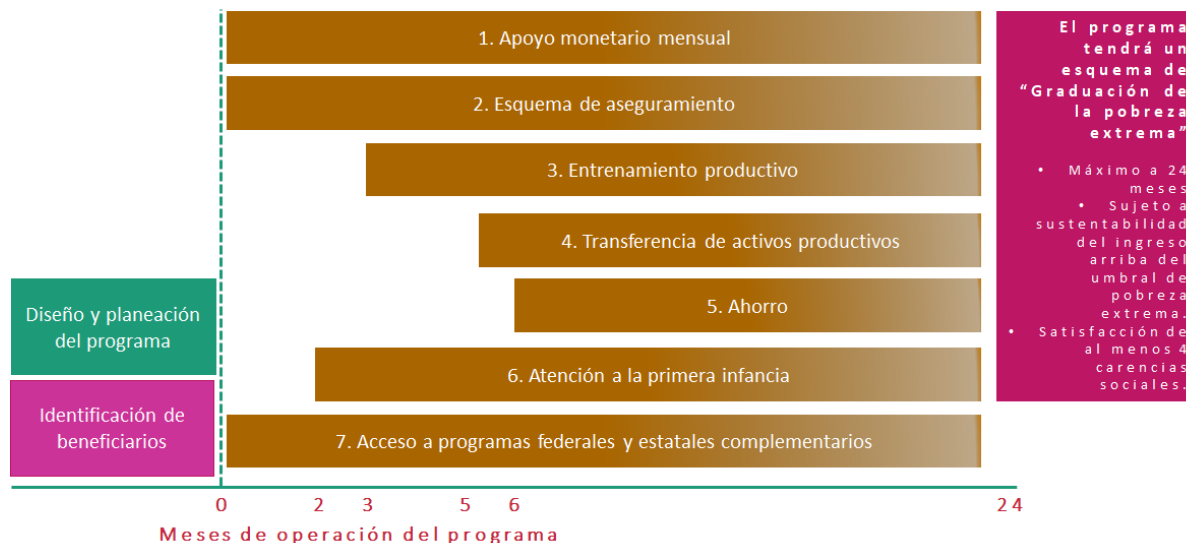 1. Apoyo monetario mensual
2. Esquema de aseguramiento
3. Entrenamiento productivo
4. Transferencia de activos productivos
5. Ahorro
6. Atención a la primera infancia
7. Acceso a programas federales y estatales complementarios
Diseño y planeación
del programa
Identificación de
beneficiarios
0 2 3 5 6 24
Meses de operación del programa
El programa
tendrá un
esquema de
“Graduación de
la pobreza
extrema”
• Máximo a 24
meses
• Sujeto a
sustentabilidad
del ingreso
arriba del
umbral de
pobreza
extrema.
• Satisfacción de
al menos 4
carencias
sociales.